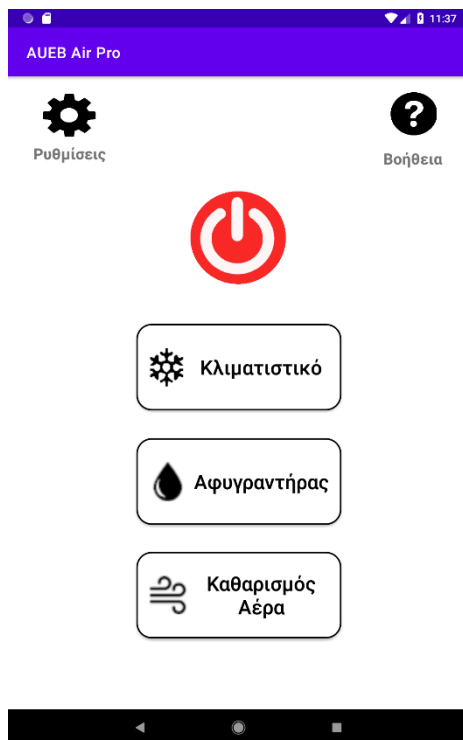 11:37
AUEB Air Pro
Ρυθμίσεις
Βοήθεια
Κλιματιστικό
Αφυγραντήρας
Καθαρισμός
Αέρα